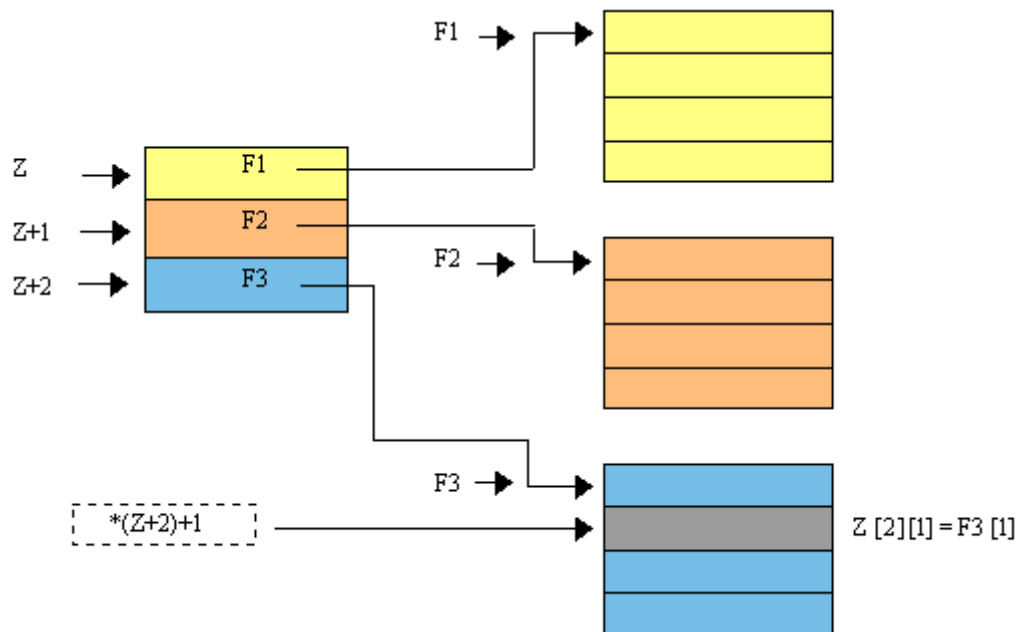 F1
Z
F1
Z+1
F2
F2
Z+2
F3
F3
*(Z+2)+1
Z [2][1] = F3 [1]